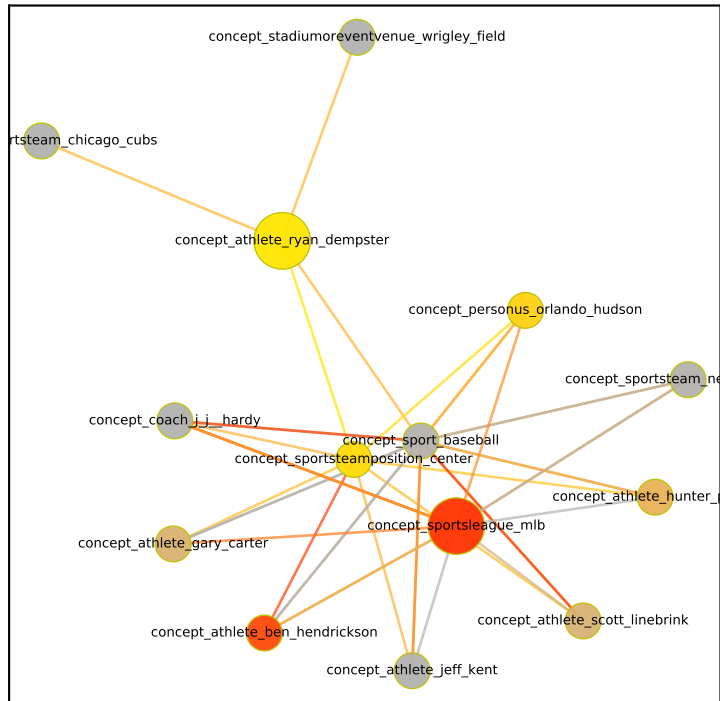 concept_stadiumoreventvenue_wrigley_field
rtsteam_chicago_cubs
concept_athlete_ryan_dempster
concept_personus_orlando_hudson
concept_sportsteam_ne
concept_coach_j_j__hardy
concept_sport_baseball
concept_sportsteamposition_center
concept_athlete_hunter_p
concept_sportsleague_mlb
concept_athlete_gary_carter
concept_athlete_scott_linebrink
concept_athlete_ben_hendrickson
concept_athlete_jeff_kent